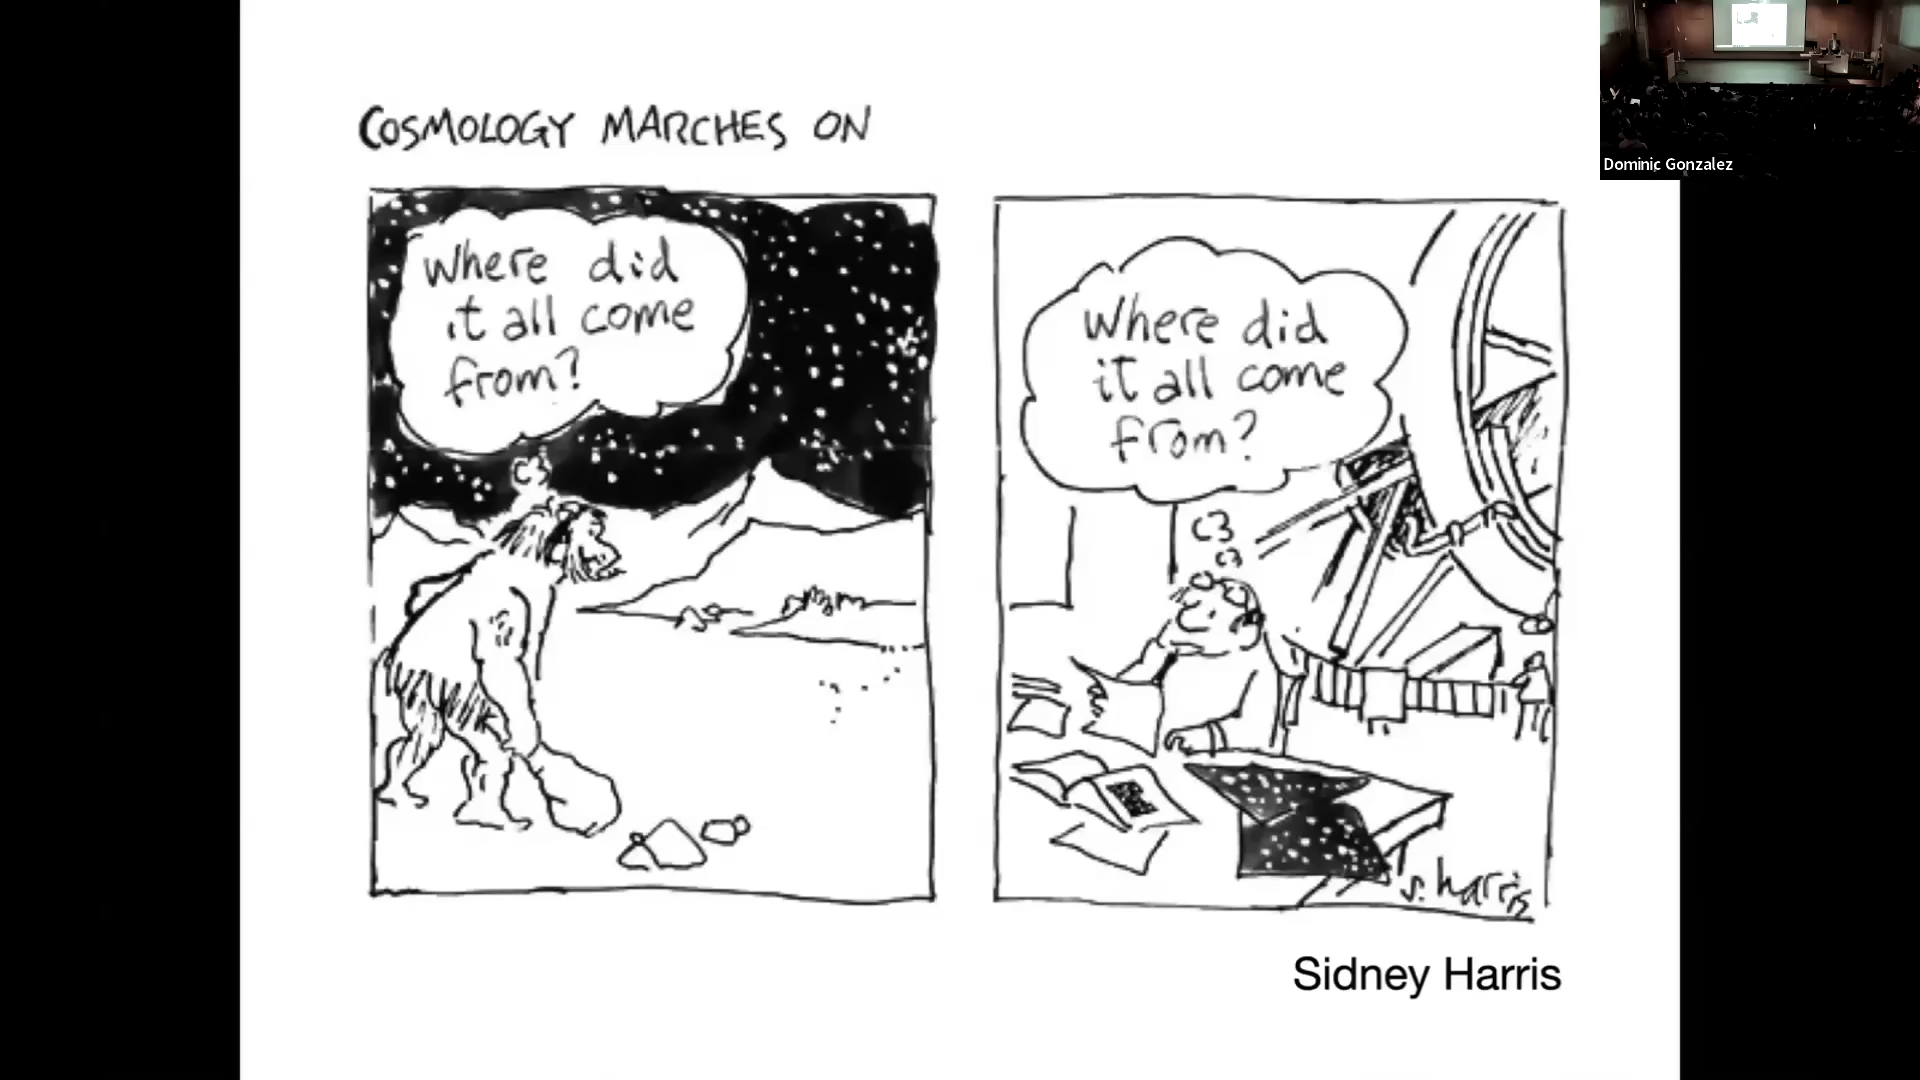 COSMOLOGY MARCHES ON
Where did
it all come
from?
Where did
it all come
from?
s. harris
Sidney Harris
Dominic Gonzalez